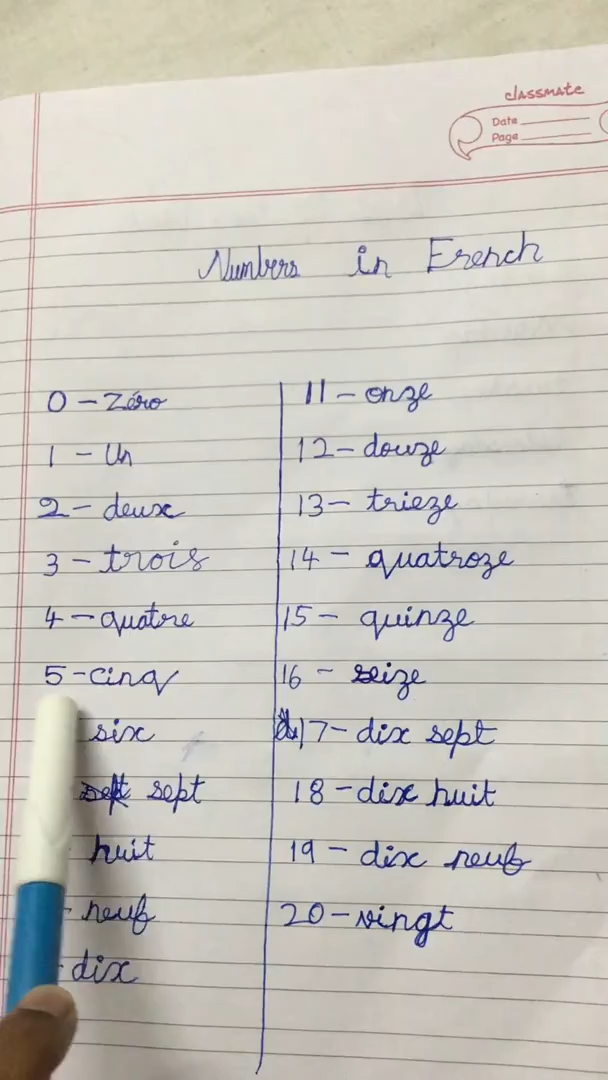 classmate
Date
Page
Numbers in French
0 - Zéro
1 - Un
2 - deux
3 - trois
4 - quatre
5 - cinq
six
sept
huit
- neuf
- dix
11 - onze
12 - douze
13 - trieze
14 - quatroze
15 - quinze
16 - seize
17 - dix sept
18 - dix huit
19 - dix neuf
20 - vingt